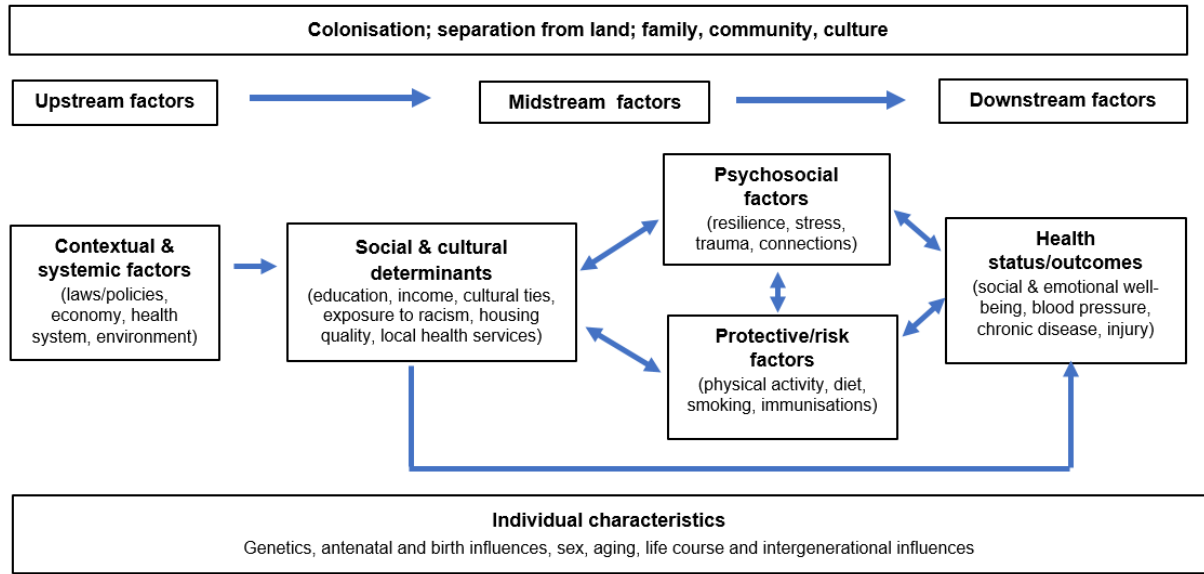 Colonisation; separation from land; family, community, culture
Upstream factors
Midstream factors
Downstream factors
Psychosocial
factors
(resilience, stress,
trauma, connections)
Contextual &
systemic factors
(laws/policies,
economy, health
system, environment)
Social & cultural
determinants
(education, income, cultural ties,
exposure to racism, housing
quality, local health services)
Health
status/outcomes
(social & emotional well-
being, blood pressure,
chronic disease, injury)
Protective/risk
factors
(physical activity, diet,
smoking, immunisations)
Individual characteristics
Genetics, antenatal and birth influences, sex, aging, life course and intergenerational influences